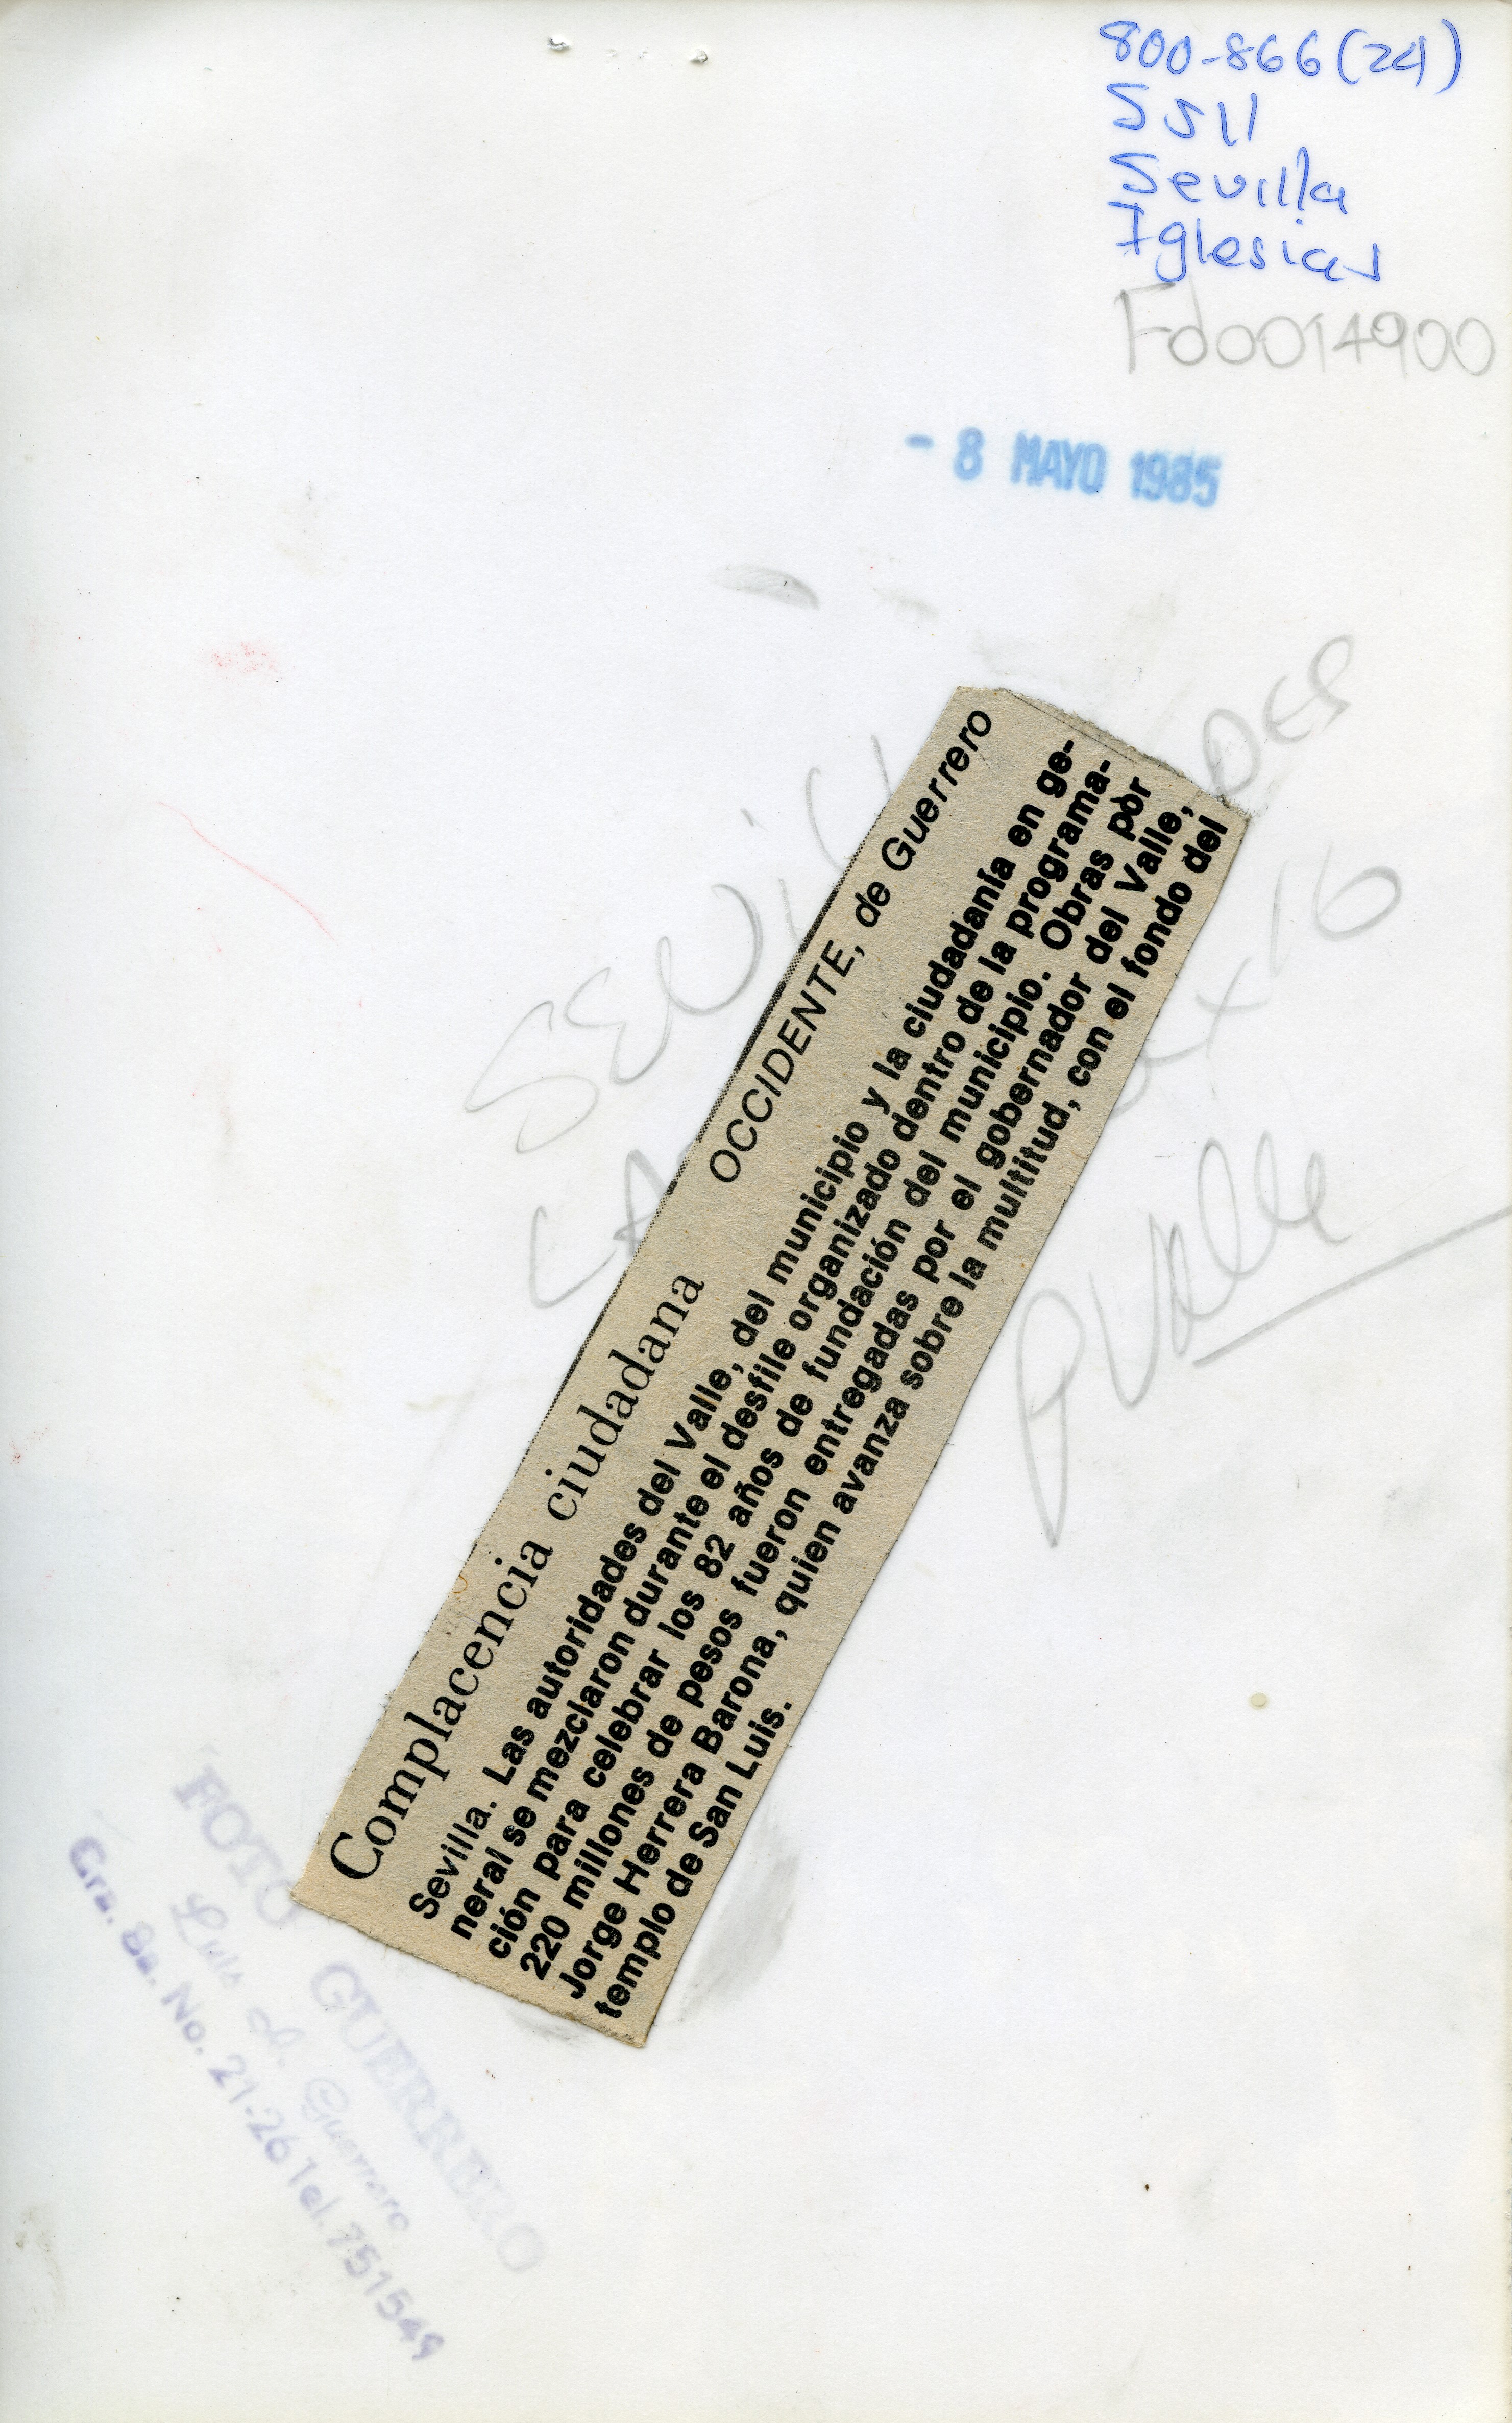 800-866(24)
SSII
Sevilla
Iglesias
Fd0014900
- 8 MAYO 1985
Complacencia ciudadana OCCIDENTE, de Guerrero
Sevilla. Las autoridades del Valle, del municipio y la ciudadanía en ge-
neral se mezclaron durante el desfile organizado dentro de la programa-
ción para celebrar los 82 años de fundación del municipio. Obras por
220 millones de pesos fueron entregadas por el gobernador del Valle,
Jorge Herrera Barona, quien avanza sobre la multitud, con el fondo del
templo de San Luis.
PValle
FOTO GUERRERO
Luis A. Guerrero
Cra. 8a. No. 21-26 Tel. 751549